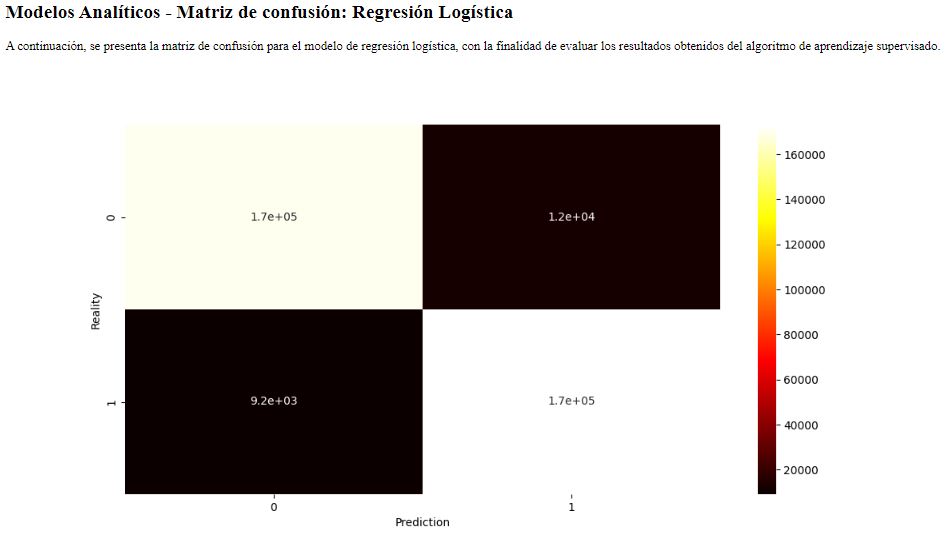 Modelos Analíticos - Matriz de confusión: Regresión Logística
A continuación, se presenta la matriz de confusión para el modelo de regresión logística, con la finalidad de evaluar los resultados obtenidos del algoritmo de aprendizaje supervisado.
160000
140000
120000
100000
80000
60000
40000
20000
Reality
0
1.7e+05
1.2e+04
1
9.2e+03
1.7e+05
0
1
Prediction